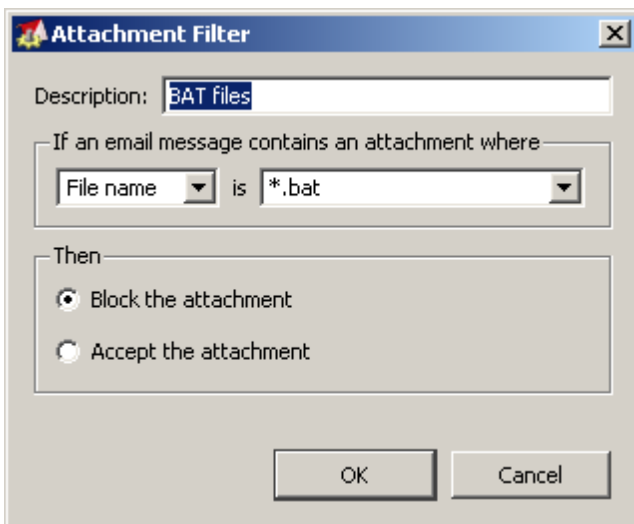 Attachment Filter
Description: BAT files
If an email message contains an attachment where
File name is *.bat
Then
Block the attachment
Accept the attachment
OK Cancel